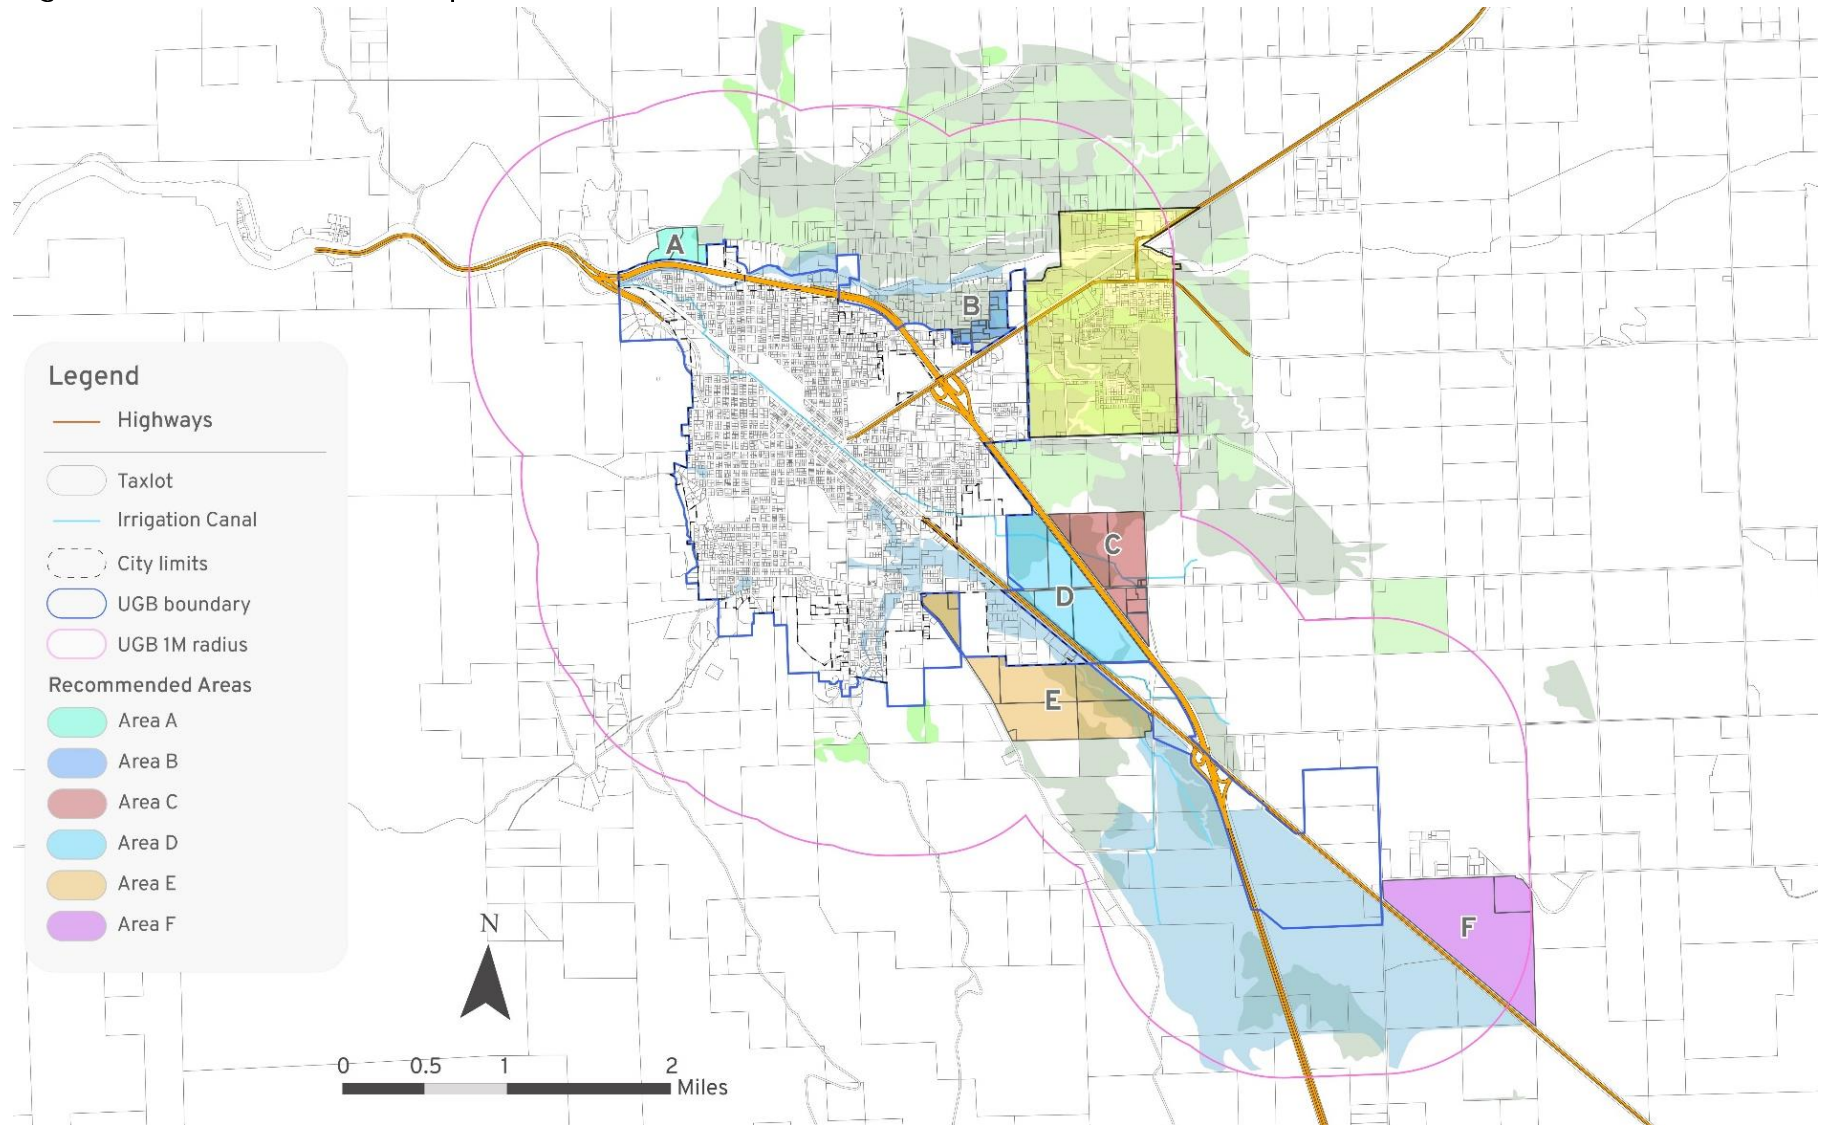 A
B
C
D
E
F
Legend
Highways
Taxlot
Irrigation Canal
City limits
UGB boundary
UGB 1M radius
Recommended Areas
Area A
Area B
Area C
Area D
Area E
Area F
N
0 0.5 1 2
Miles